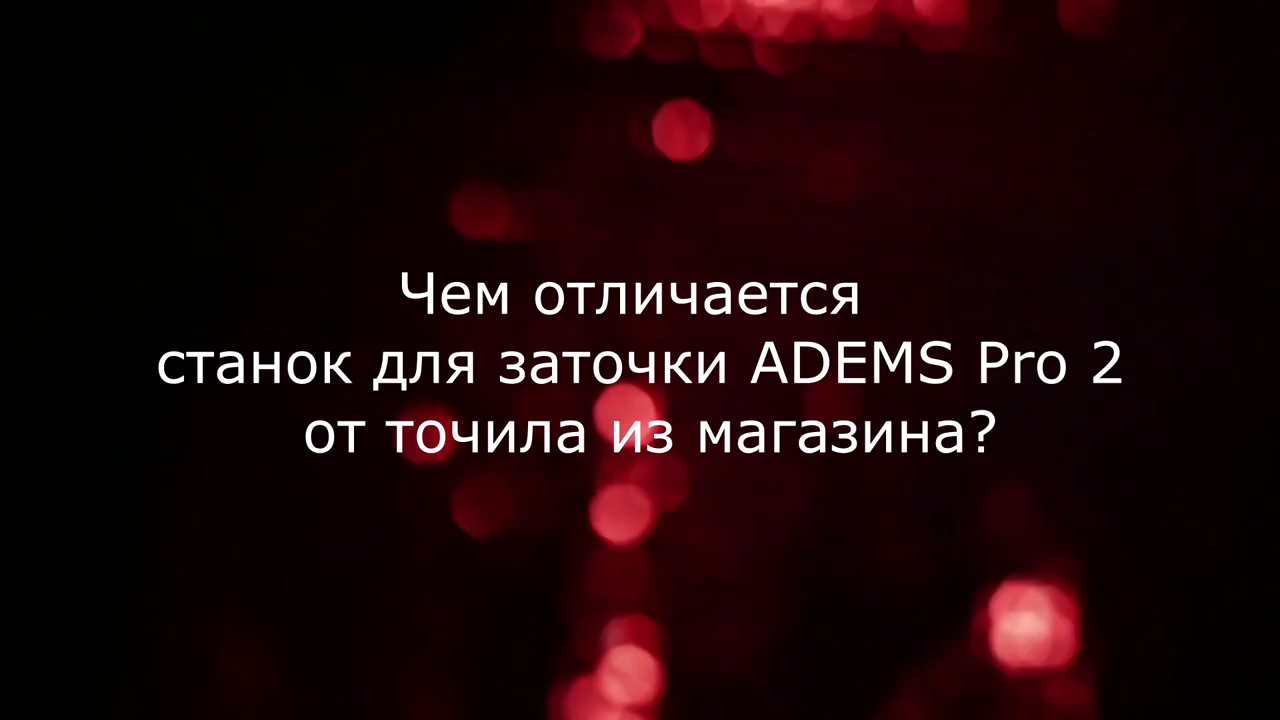 Чем отличается
станок для заточки ADEMS Pro 2
от точила из магазина?